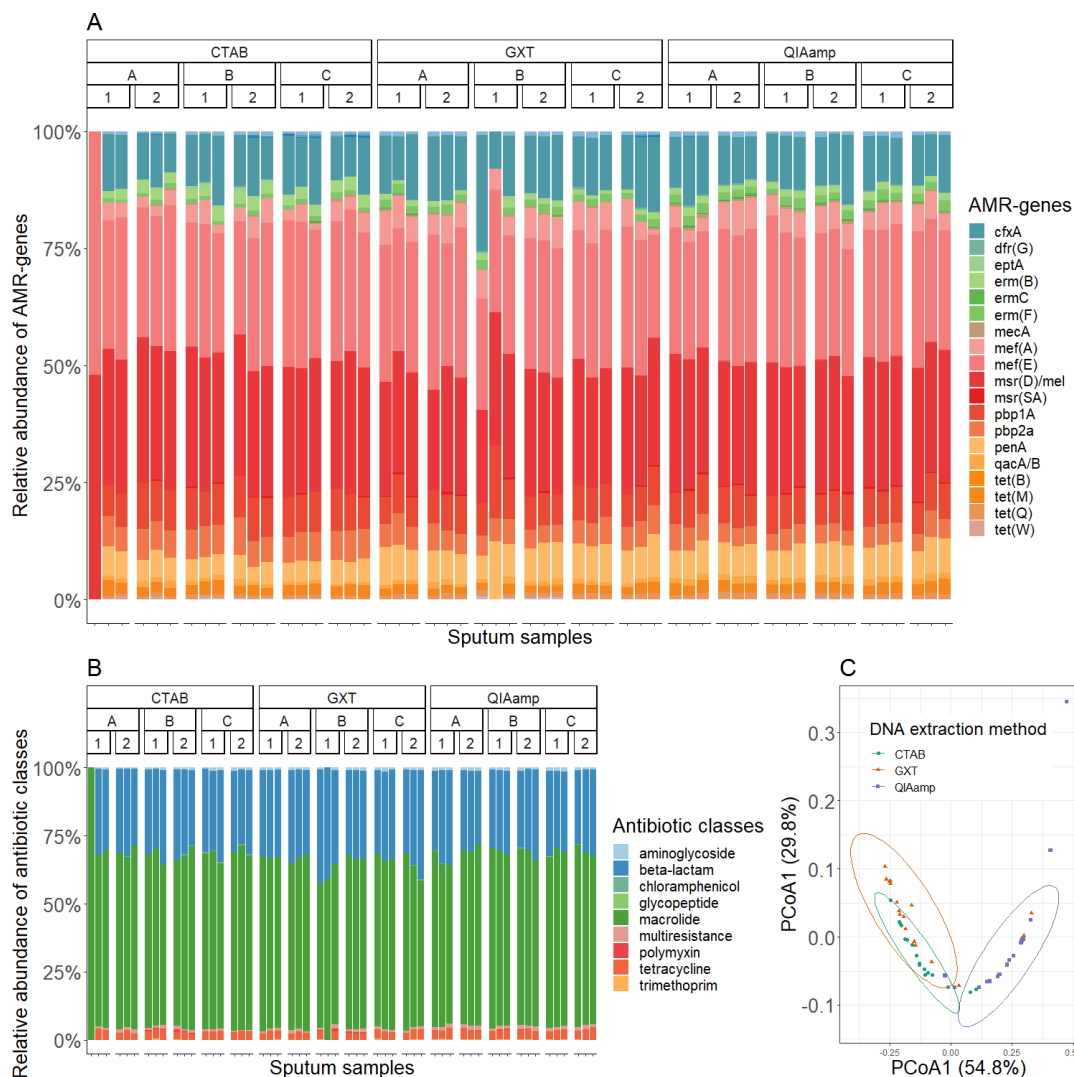 A
CTAB GXT QIAamp
A B C A B C A B C
1 2 1 2 1 2 1 2 1 2 1 2 1 2 1 2 1 2
100%
75%
50%
25%
0%
Relative abundance of AMR-genes
Sputum samples
AMR-genes
cfxA
dfr(G)
eptA
erm(B)
ermC
erm(F)
mecA
mef(A)
mef(E)
msr(D)/mel
msr(SA)
pbp1A
pbp2a
penA
qacA/B
tet(B)
tet(M)
tet(Q)
tet(W)
B
CTAB GXT QIAamp
A B C A B C A B C
1 2 1 2 1 2 1 2 1 2 1 2 1 2 1 2 1 2
100%
75%
50%
25%
0%
Relative abundance of antibiotic classes
Sputum samples
Antibiotic classes
aminoglycoside
beta-lactam
chloramphenicol
glycopeptide
macrolide
multiresistance
polymyxin
tetracycline
trimethoprim
C
DNA extraction method
CTAB
GXT
QIAamp
0.3
0.2
0.1
0.0
-0.1
PCoA1 (29.8%)
-0.25 0.00 0.25 0.5
PCoA1 (54.8%)